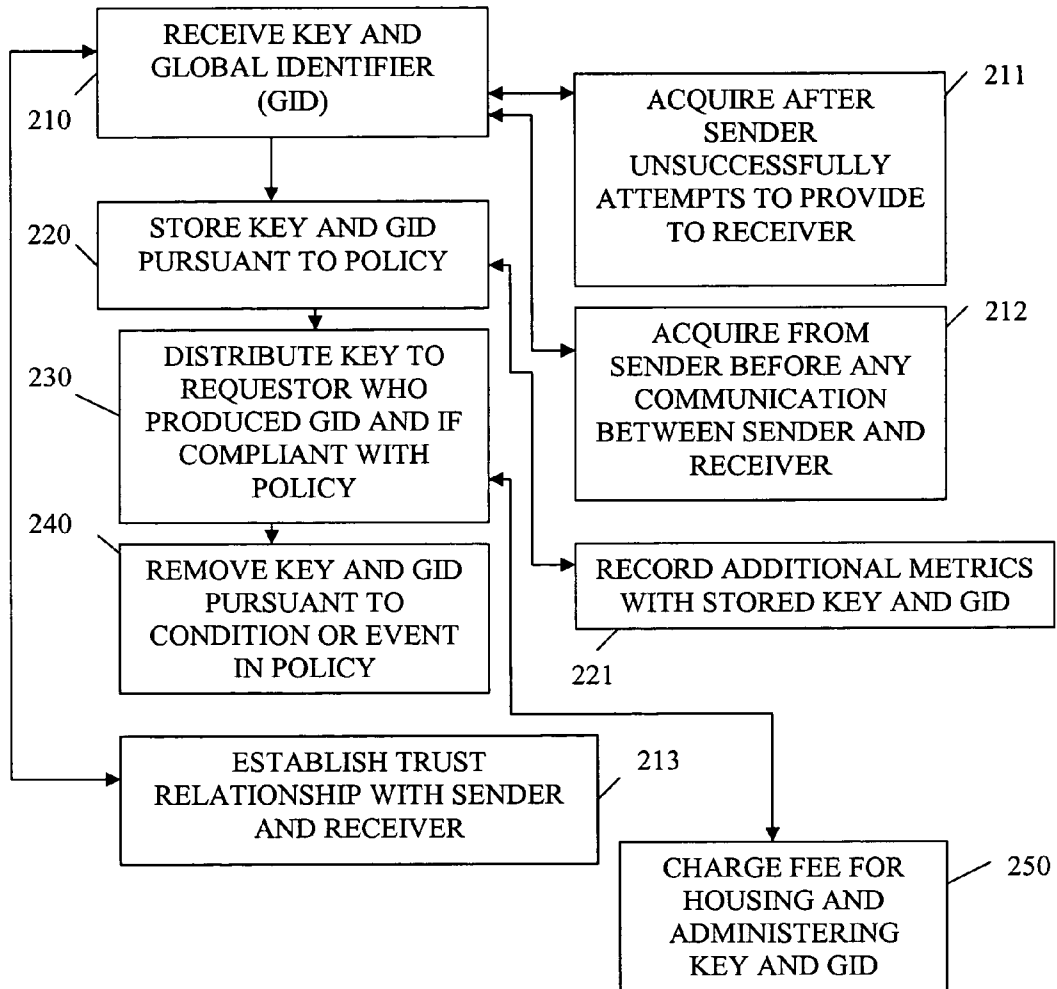 RECEIVE KEY AND
GLOBAL IDENTIFIER
(GID)
210
211
ACQUIRE AFTER
SENDER
UNSUCCESSFULLY
ATTEMPTS TO PROVIDE
TO RECEIVER
220
STORE KEY AND GID
PURSUANT TO POLICY
212
ACQUIRE FROM
SENDER BEFORE ANY
COMMUNICATION
BETWEEN SENDER AND
RECEIVER
230
DISTRIBUTE KEY TO
REQUESTOR WHO
PRODUCED GID AND IF
COMPLIANT WITH
POLICY
240
REMOVE KEY AND GID
PURSUANT TO
CONDITION OR EVENT
IN POLICY
RECORD ADDITIONAL METRICS
WITH STORED KEY AND GID
221
ESTABLISH TRUST
RELATIONSHIP WITH SENDER
AND RECEIVER
213
CHARGE FEE FOR
HOUSING AND
ADMINISTERING
KEY AND GID
250